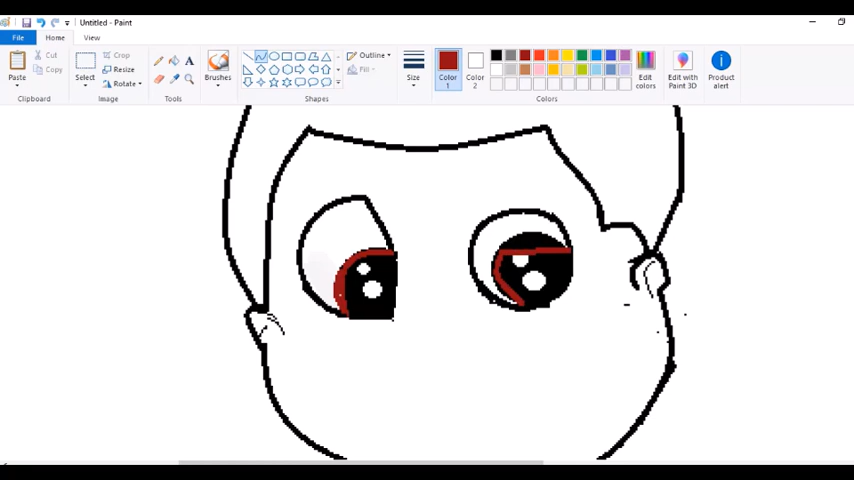 Untitled - Paint
File Home View
Cut
Copy
Paste
Clipboard
Crop
Resize
Rotate
Select
Image
Tools
Brushes
Outline
Fill
Shapes
Size
Color
1
Color
2
Edit
colors
Colors
Edit with
Paint 3D
Product
alert